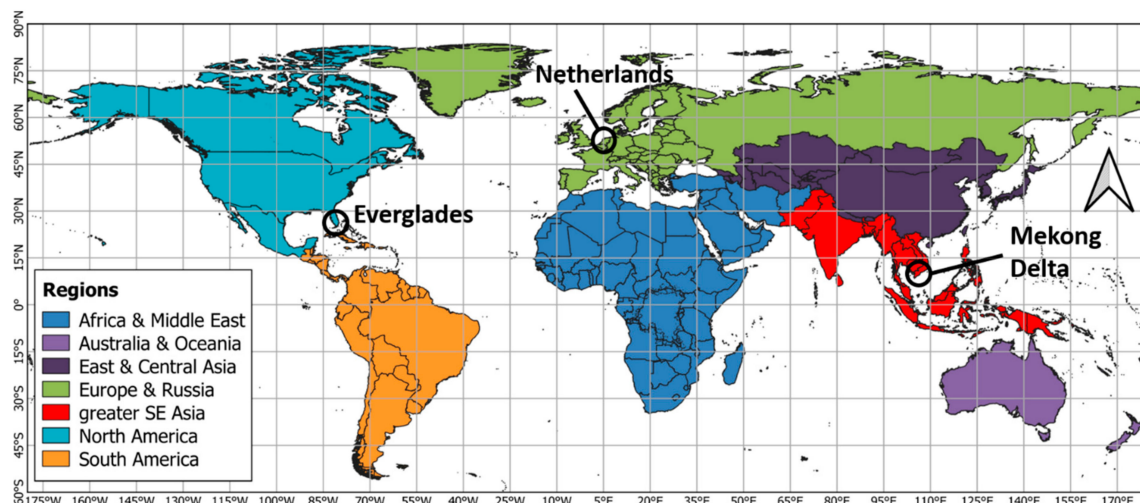 90°N
75°N
60°N
45°N
30°N
15°N
0°
15°S
30°S
45°S
60°S
Netherlands
Everglades
Mekong
Delta
Regions
Africa & Middle East
Australia & Oceania
East & Central Asia
Europe & Russia
greater SE Asia
North America
South America
175°W 160°W 145°W 130°W 115°W 100°W 85°W 70°W 55°W 40°W 25°W 10°W 5°E 20°E 35°E 50°E 65°E 80°E 95°E 110°E 125°E 140°E 155°E 170°E